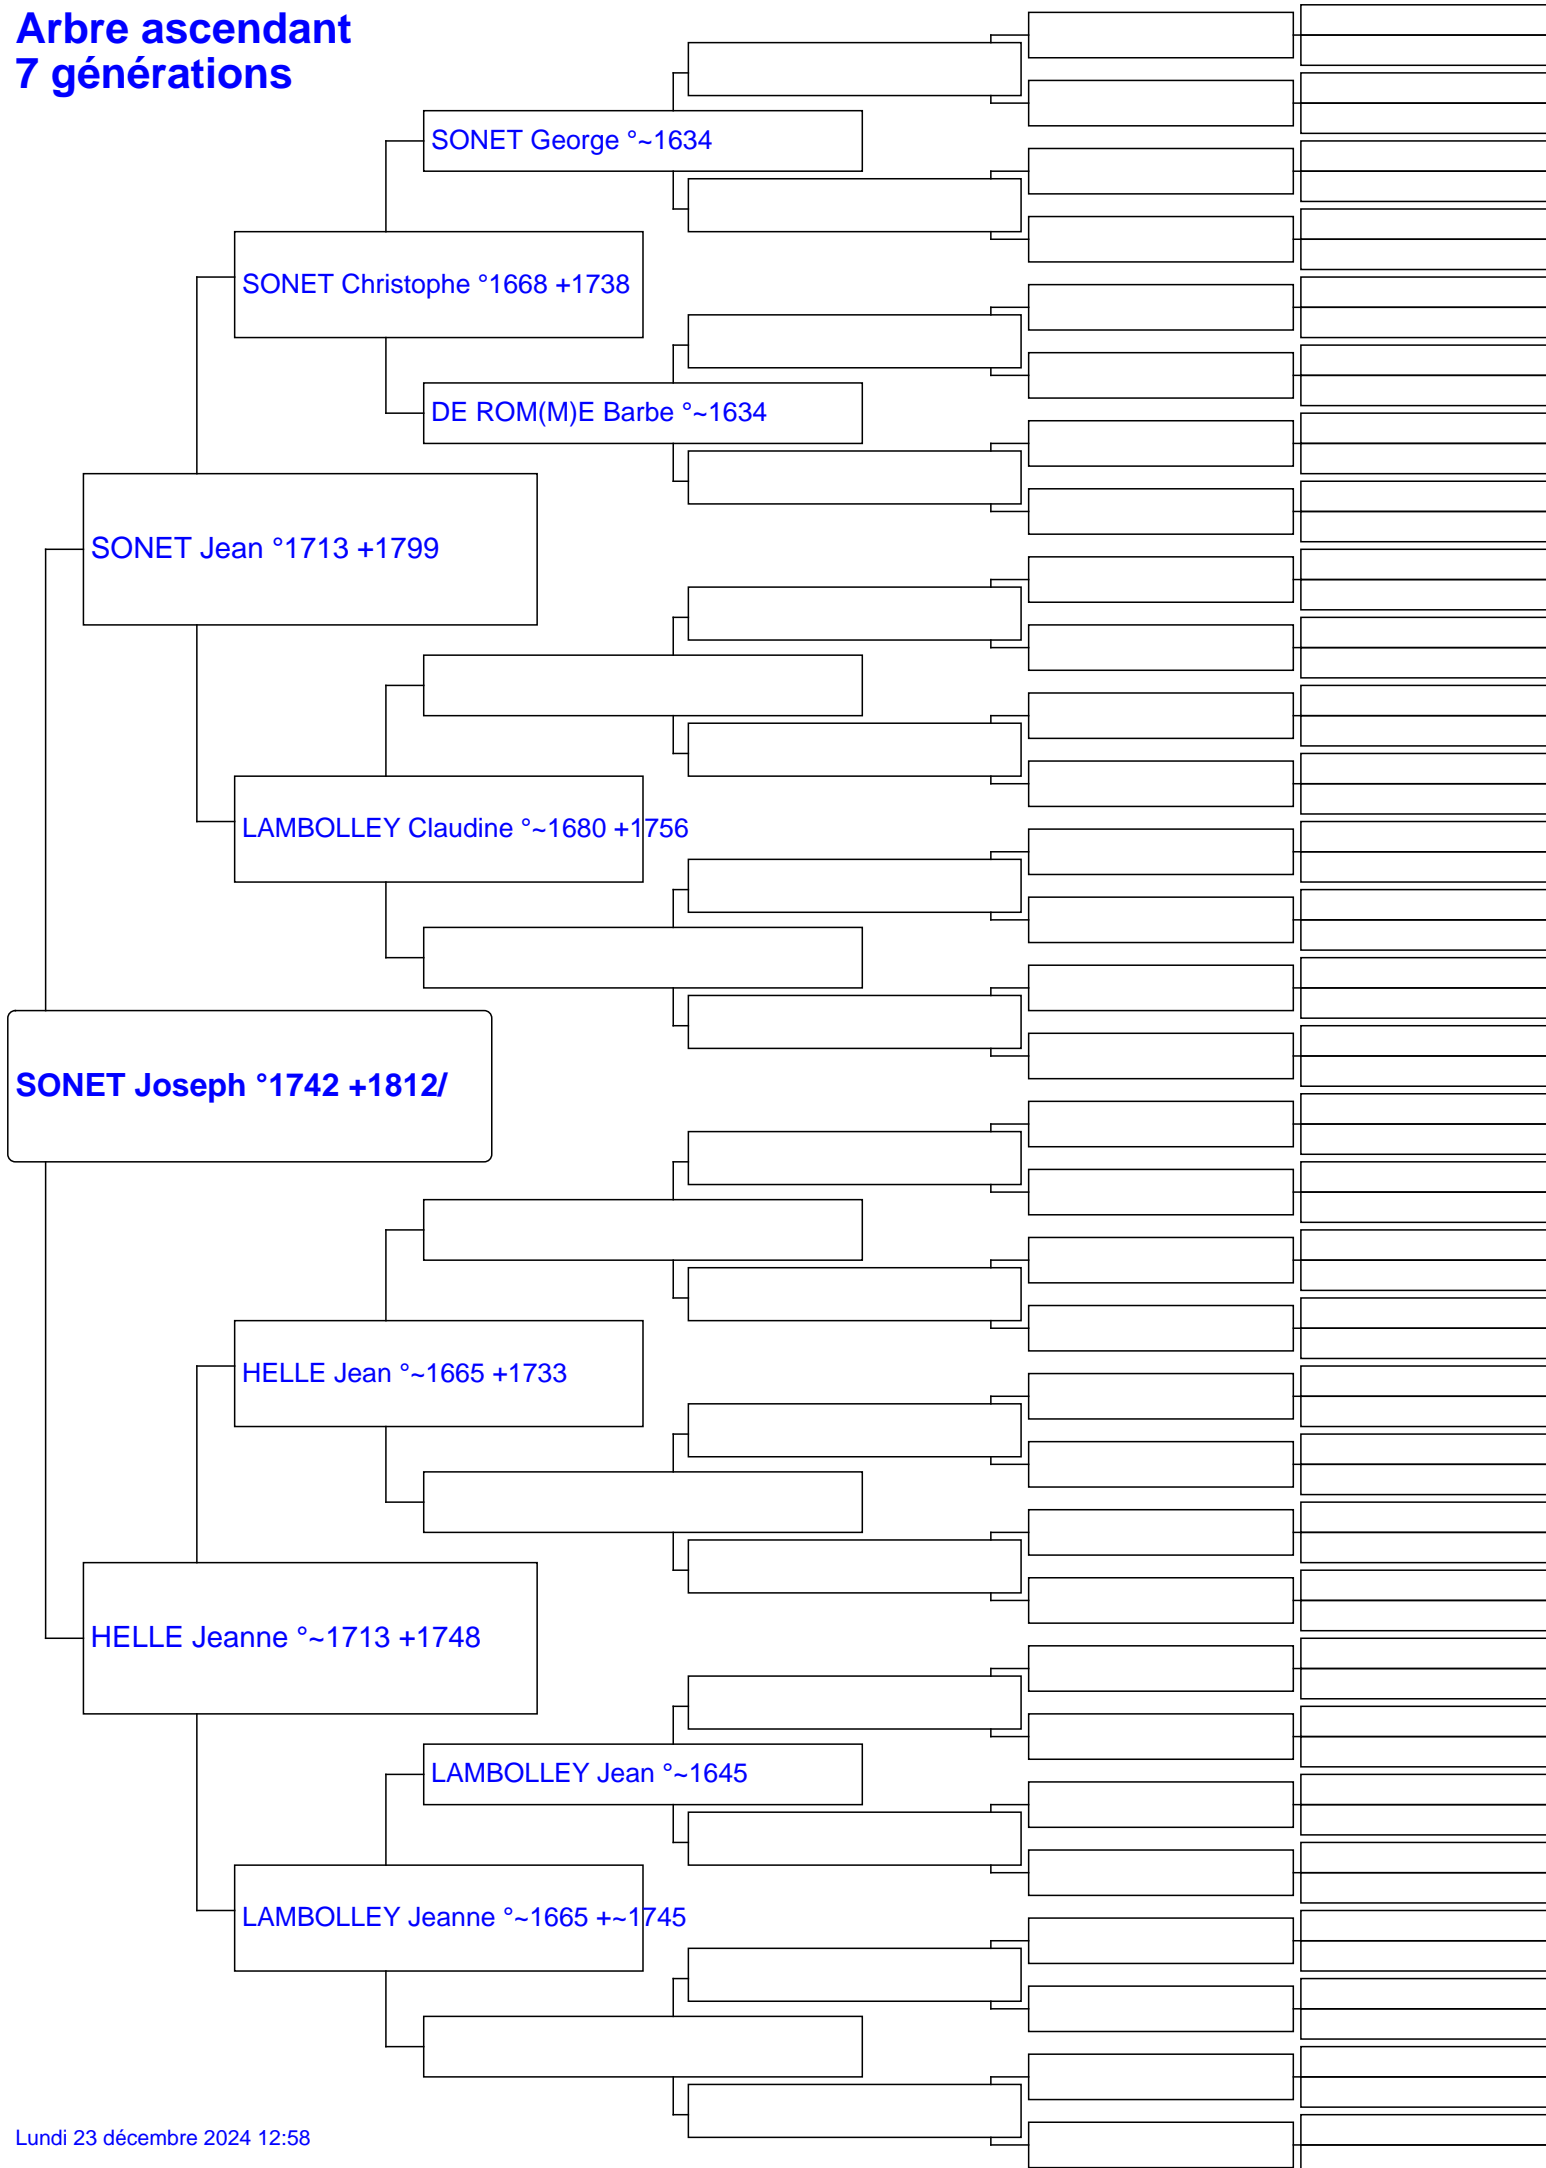 Arbre ascendant
7 générations
SONET George °~1634
SONET Christophe °1668 +1738
DE ROM(M)E Barbe °~1634
SONET Jean °1713 +1799
LAMBOLLEY Claudine °~1680 +1756
SONET Joseph °1742 +1812/
HELLE Jean °~1665 +1733
HELLE Jeanne °~1713 +1748
LAMBOLLEY Jean °~1645
LAMBOLLEY Jeanne °~1665 +~1745
Lundi 23 décembre 2024 12:58